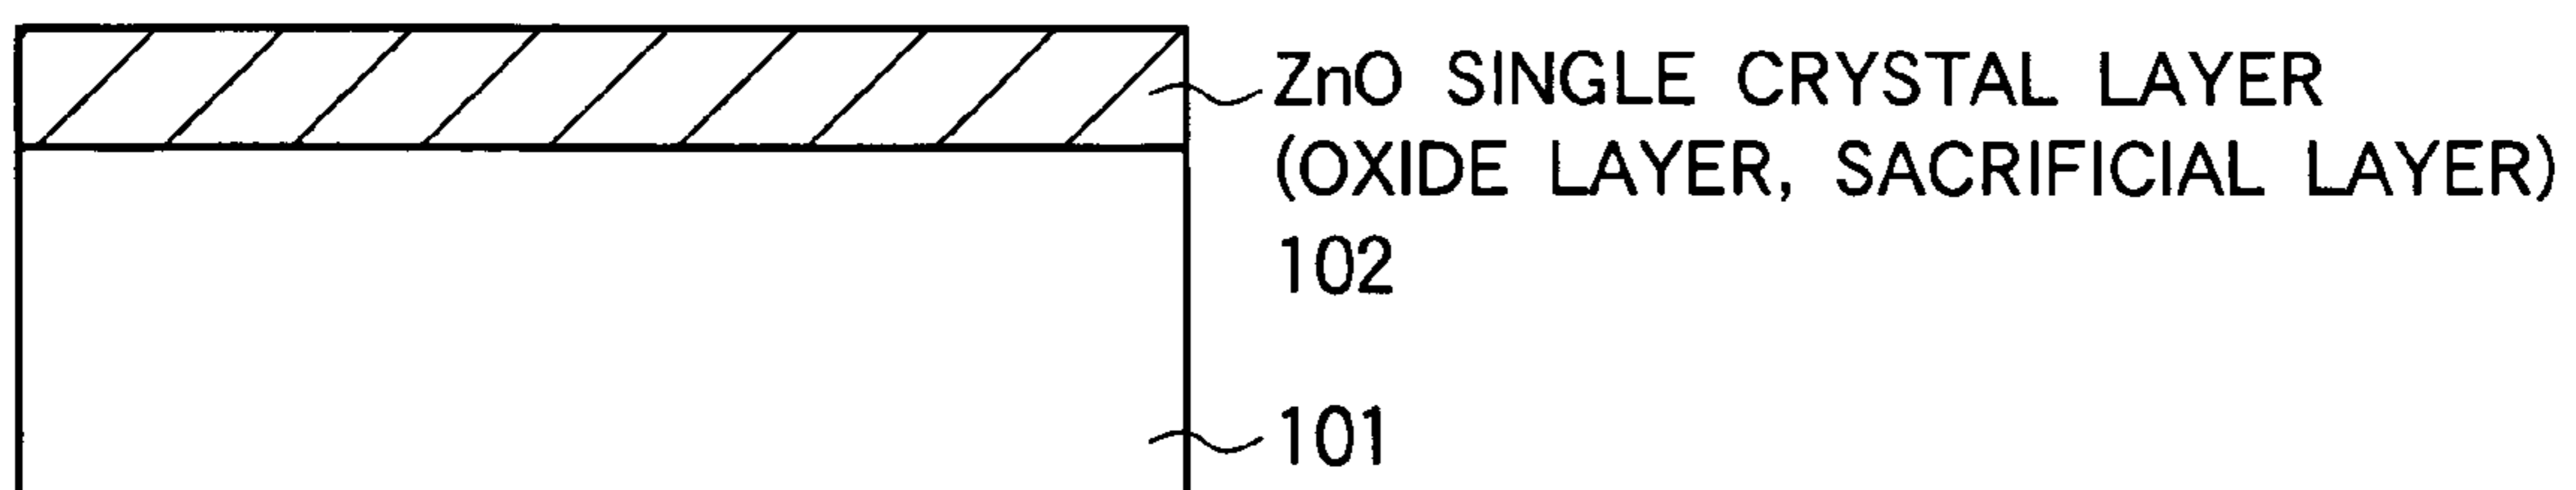 ZnO SINGLE CRYSTAL LAYER
(OXIDE LAYER, SACRIFICIAL LAYER)
102
101